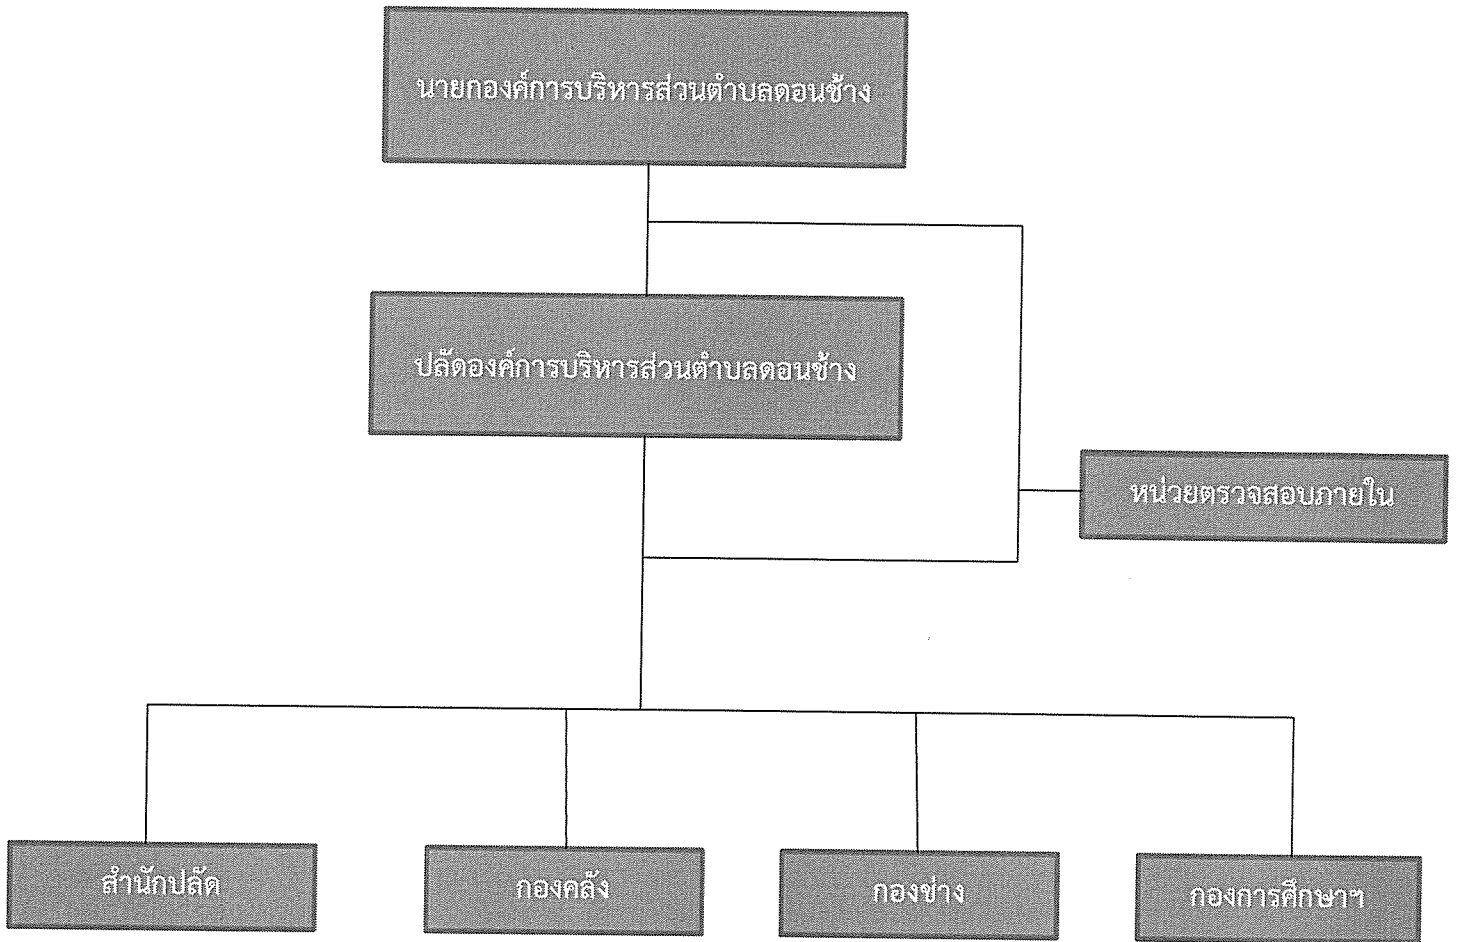 นายกองค์การบริหารส่วนตำบลดอนช้าง
ปลัดองค์การบริหารส่วนตำบลดอนช้าง
หน่วยตรวจสอบภายใน
สำนักปลัด
กองคลัง
กองช่าง
กองการศึกษาฯ